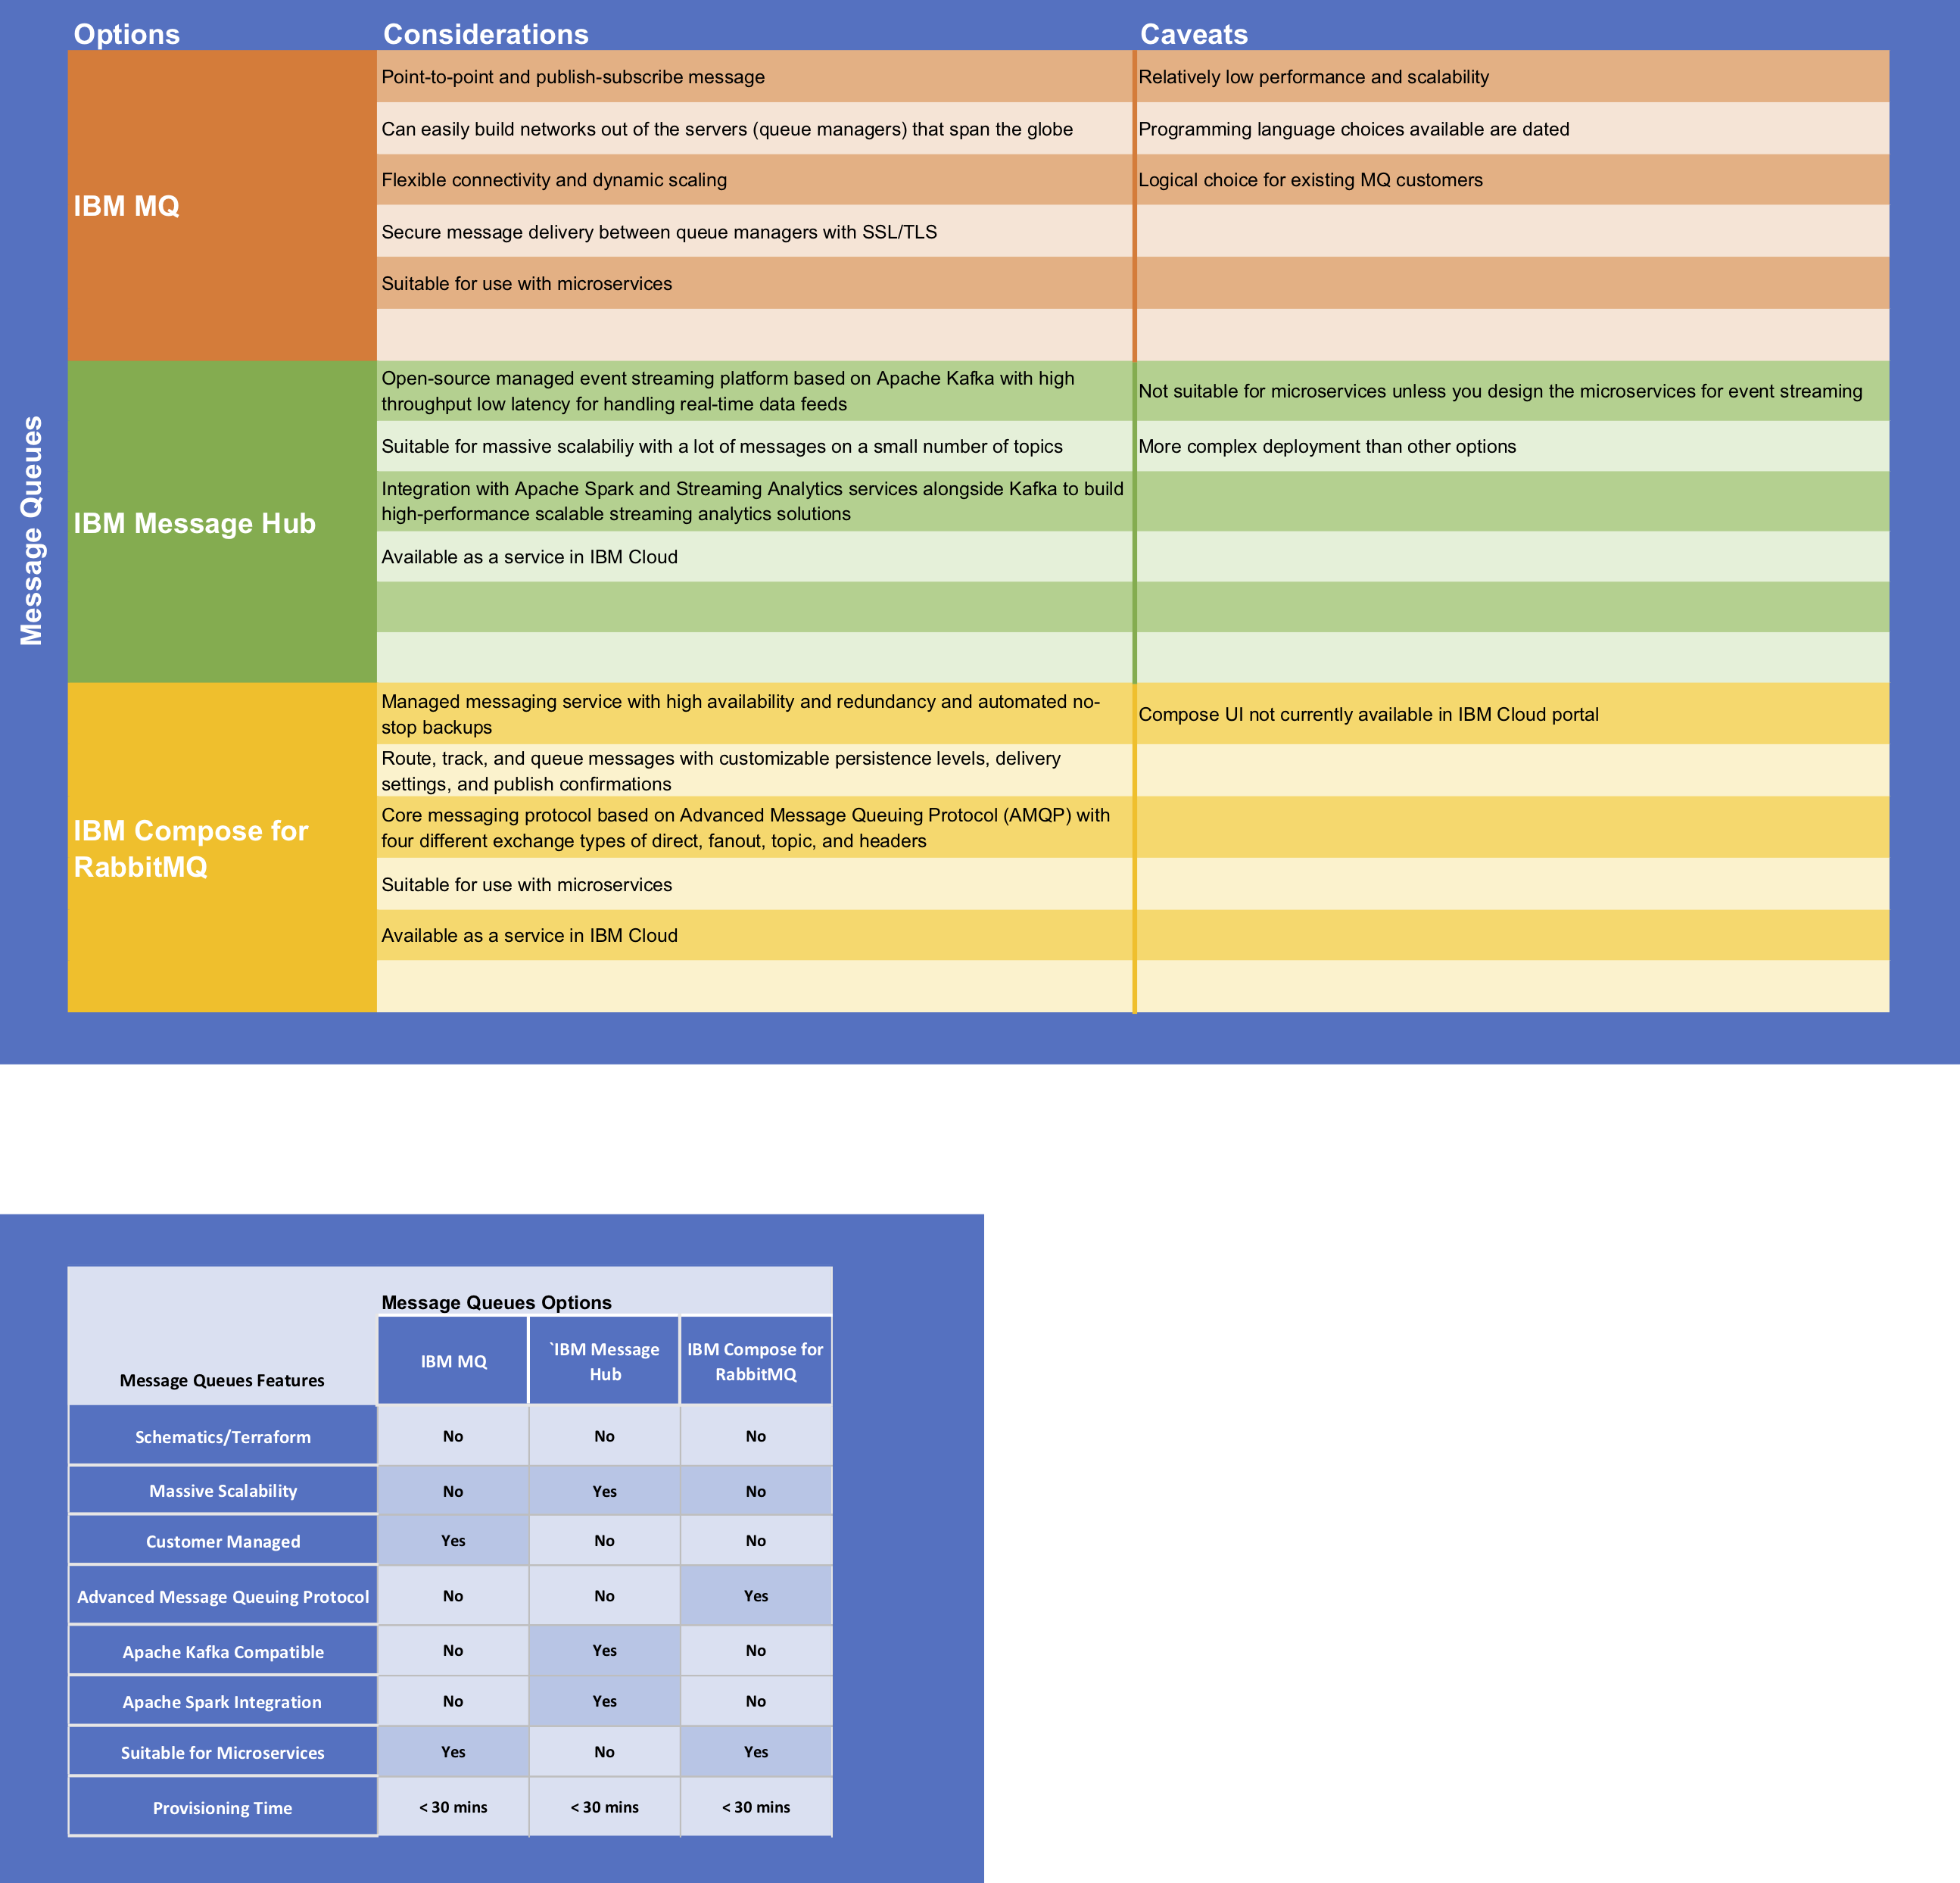 Options Considerations Caveats
Message Queues
IBM MQ
Point-to-point and publish-subscribe message Relatively low performance and scalability
Can easily build networks out of the servers (queue managers) that span the globe Programming language choices available are dated
Flexible connectivity and dynamic scaling Logical choice for existing MQ customers
Secure message delivery between queue managers with SSL/TLS
Suitable for use with microservices
IBM Message Hub
Open-source managed event streaming platform based on Apache Kafka with high
throughput low latency for handling real-time data feeds
Not suitable for microservices unless you design the microservices for event streaming
Suitable for massive scalabiliy with a lot of messages on a small number of topics More complex deployment than other options
Integration with Apache Spark and Streaming Analytics services alongside Kafka to build
high-performance scalable streaming analytics solutions
Available as a service in IBM Cloud
IBM Compose for
RabbitMQ
Managed messaging service with high availability and redundancy and automated no-
stop backups
Compose UI not currently available in IBM Cloud portal
Route, track, and queue messages with customizable persistence levels, delivery
settings, and publish confirmations
Core messaging protocol based on Advanced Message Queuing Protocol (AMQP) with
four different exchange types of direct, fanout, topic, and headers
Suitable for use with microservices
Available as a service in IBM Cloud
Message Queues Options
Message Queues Features
IBM MQ
`IBM Message
Hub
IBM Compose for
RabbitMQ
Schematics/Terraform No No No
Massive Scalability No Yes No
Customer Managed Yes No No
Advanced Message Queuing Protocol No No Yes
Apache Kafka Compatible No Yes No
Apache Spark Integration No Yes No
Suitable for Microservices Yes No Yes
Provisioning Time < 30 mins < 30 mins < 30 mins